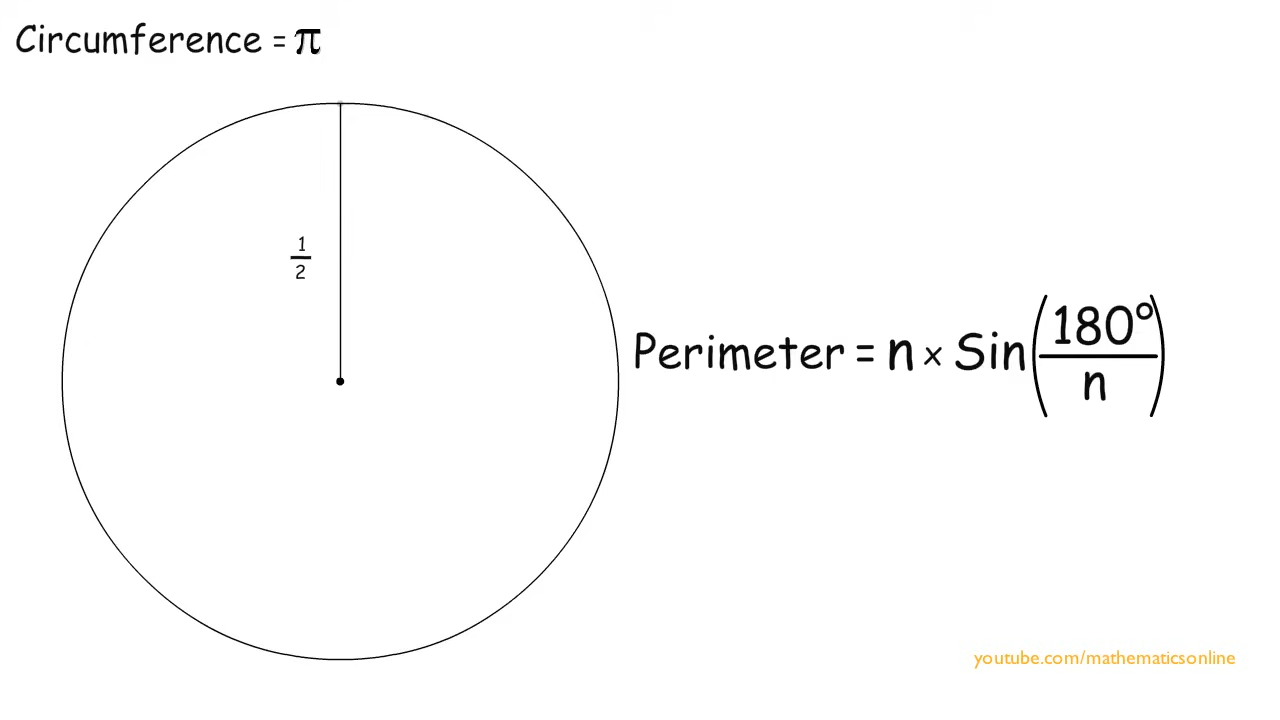 Circumference = π
1
2
Perimeter = n × Sin(180°/n)
youtube.com/mathematicsonline